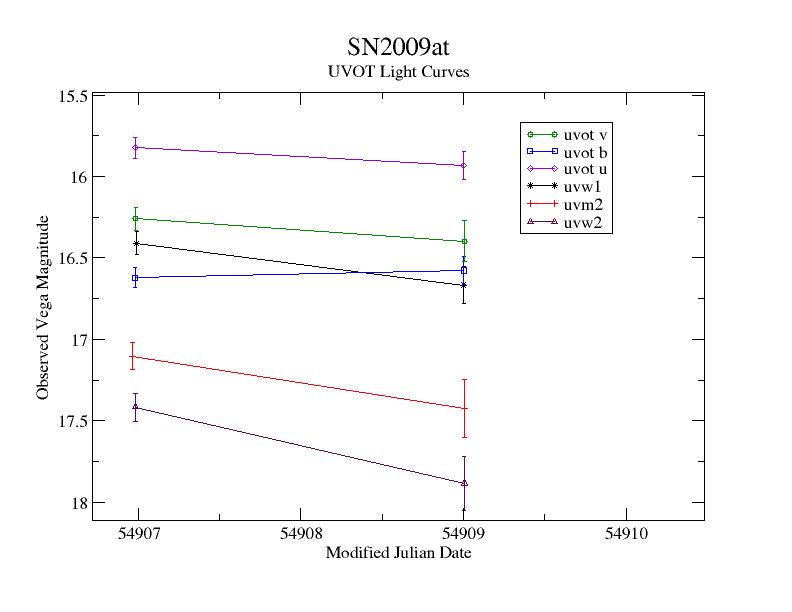 SN2009at
UVOT Light Curves
15.5
16
16.5
17
17.5
18
Observed Vega Magnitude
uvot v
uvot b
uvot u
uvw1
uvm2
uvw2
54907
54908
54909
54910
Modified Julian Date